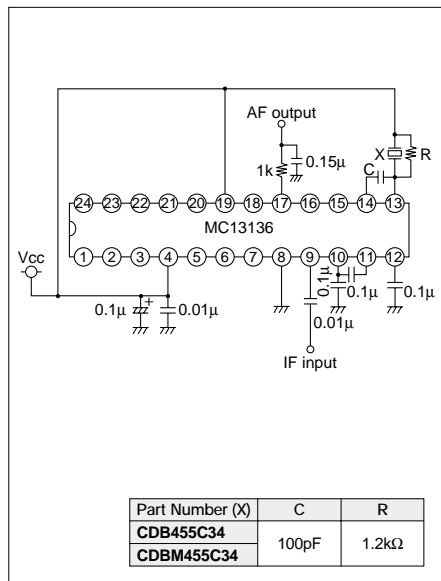 AF output
X
R
C
1k
0.15μ
24 23 22 21 20 19 18 17 16 15 14 13
MC13136
1 2 3 4 5 6 7 8 9 10 11 12
Vcc
0.1μ
+
0.01μ
0.1μ
0.1μ
0.1μ
0.01μ
IF input
Part Number (X) C R
CDB455C34
100pF 1.2kΩ
CDBM455C34